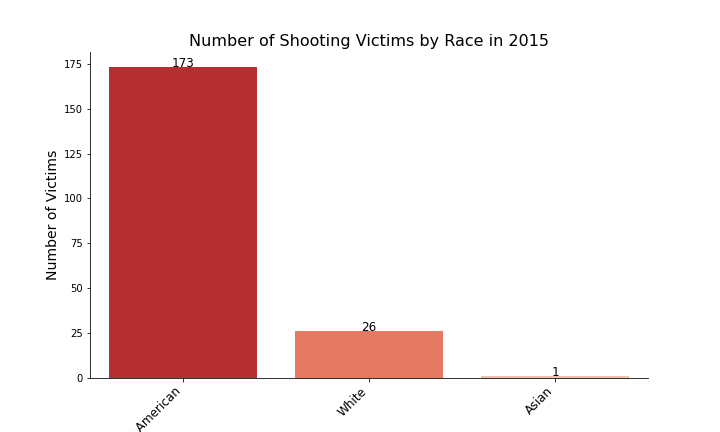 Number of Shooting Victims by Race in 2015
Number of Victims
175
150
125
100
75
50
25
0
173
26
1
American
White
Asian